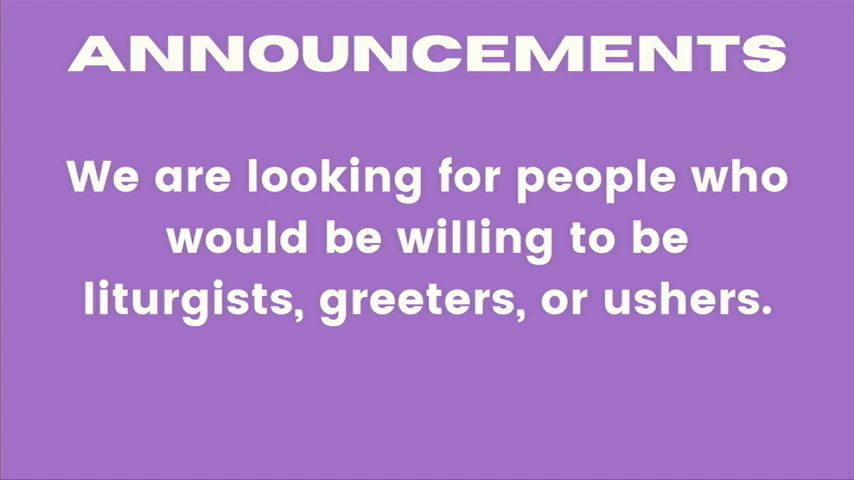 ANNOUNCEMENTS
We are looking for people who
would be willing to be
liturgists, greeters, or ushers.